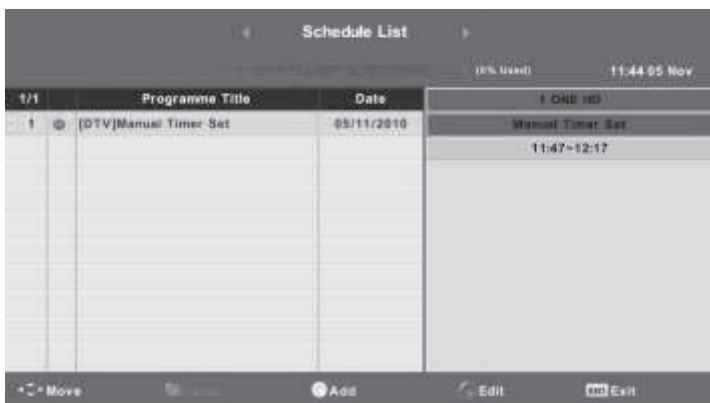 Schedule List
(0% Used) 11:44 05 Nov
1/1 Programme Title Date 1 ONE HD
1 [DTV]Manual Timer Set 05/11/2010 Manual Timer Set
11:47~12:17
Move Add Edit EXIT Exit